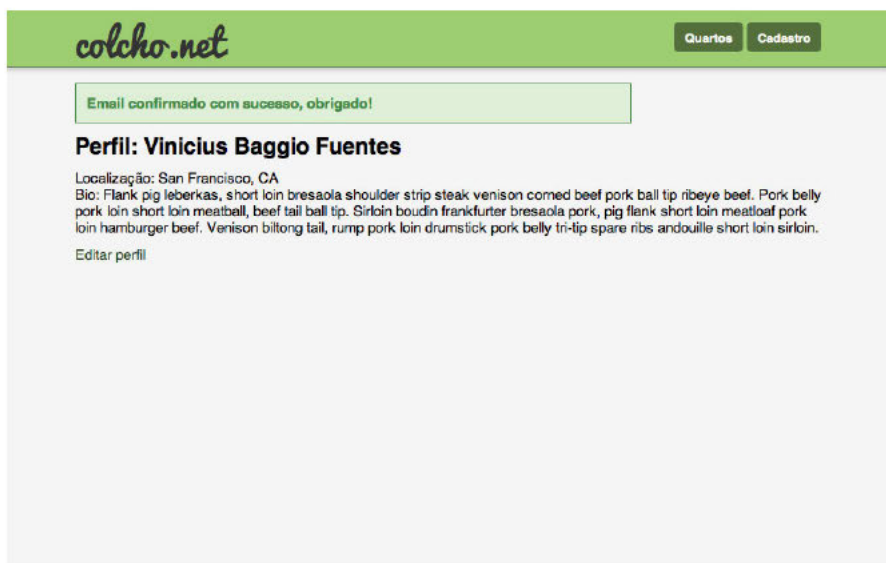 colcho.net
Quartos Cadastro
Email confirmado com sucesso, obrigado!
Perfil: Vinicius Baggio Fuentes
Localização: San Francisco, CA
Bio: Flank pig leberkas, short loin bresaola shoulder strip steak venison corned beef pork ball tip ribeye beef. Pork belly
pork loin short loin meatball, beef tail ball tip. Sirloin boudin frankfurter bresaola pork, pig flank short loin meatloaf pork
loin hamburger beef. Venison biltong tail, rump pork loin drumstick pork belly tri-tip spare ribs andouille short loin sirloin.
Editar perfil